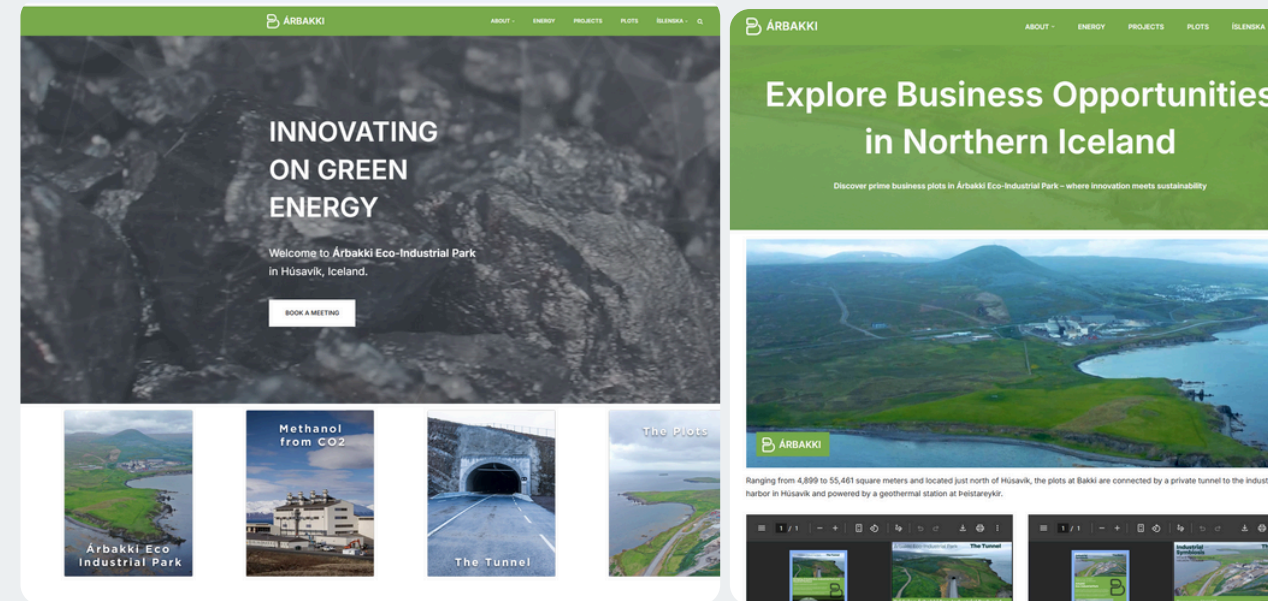 ÁRBAKKI
ABOUT
ENERGY
PROJECTS
PLOTS
ÍSLENSKA
INNOVATING
ON GREEN
ENERGY
Welcome to Árbakki Eco-Industrial Park
in Húsavík, Iceland.
BOOK A MEETING
Árbakki Eco
Industrial Park
Methanol
from CO2
The Tunnel
The Plots
ÁRBAKKI
ABOUT
ENERGY
PROJECTS
PLOTS
ÍSLENSKA
Explore Business Opportunities
in Northern Iceland
Discover prime business plots in Árbakki Eco-Industrial Park – where innovation meets sustainability
ÁRBAKKI
Ranging from 4,899 to 55,461 square meters and located just north of Húsavík, the plots at Bakki are connected by a private tunnel to the indust
harbor in Húsavík and powered by a geothermal station at Þeistareykir.
1 / 1
The Tunnel
1 / 1
Industrial
Symbiosis